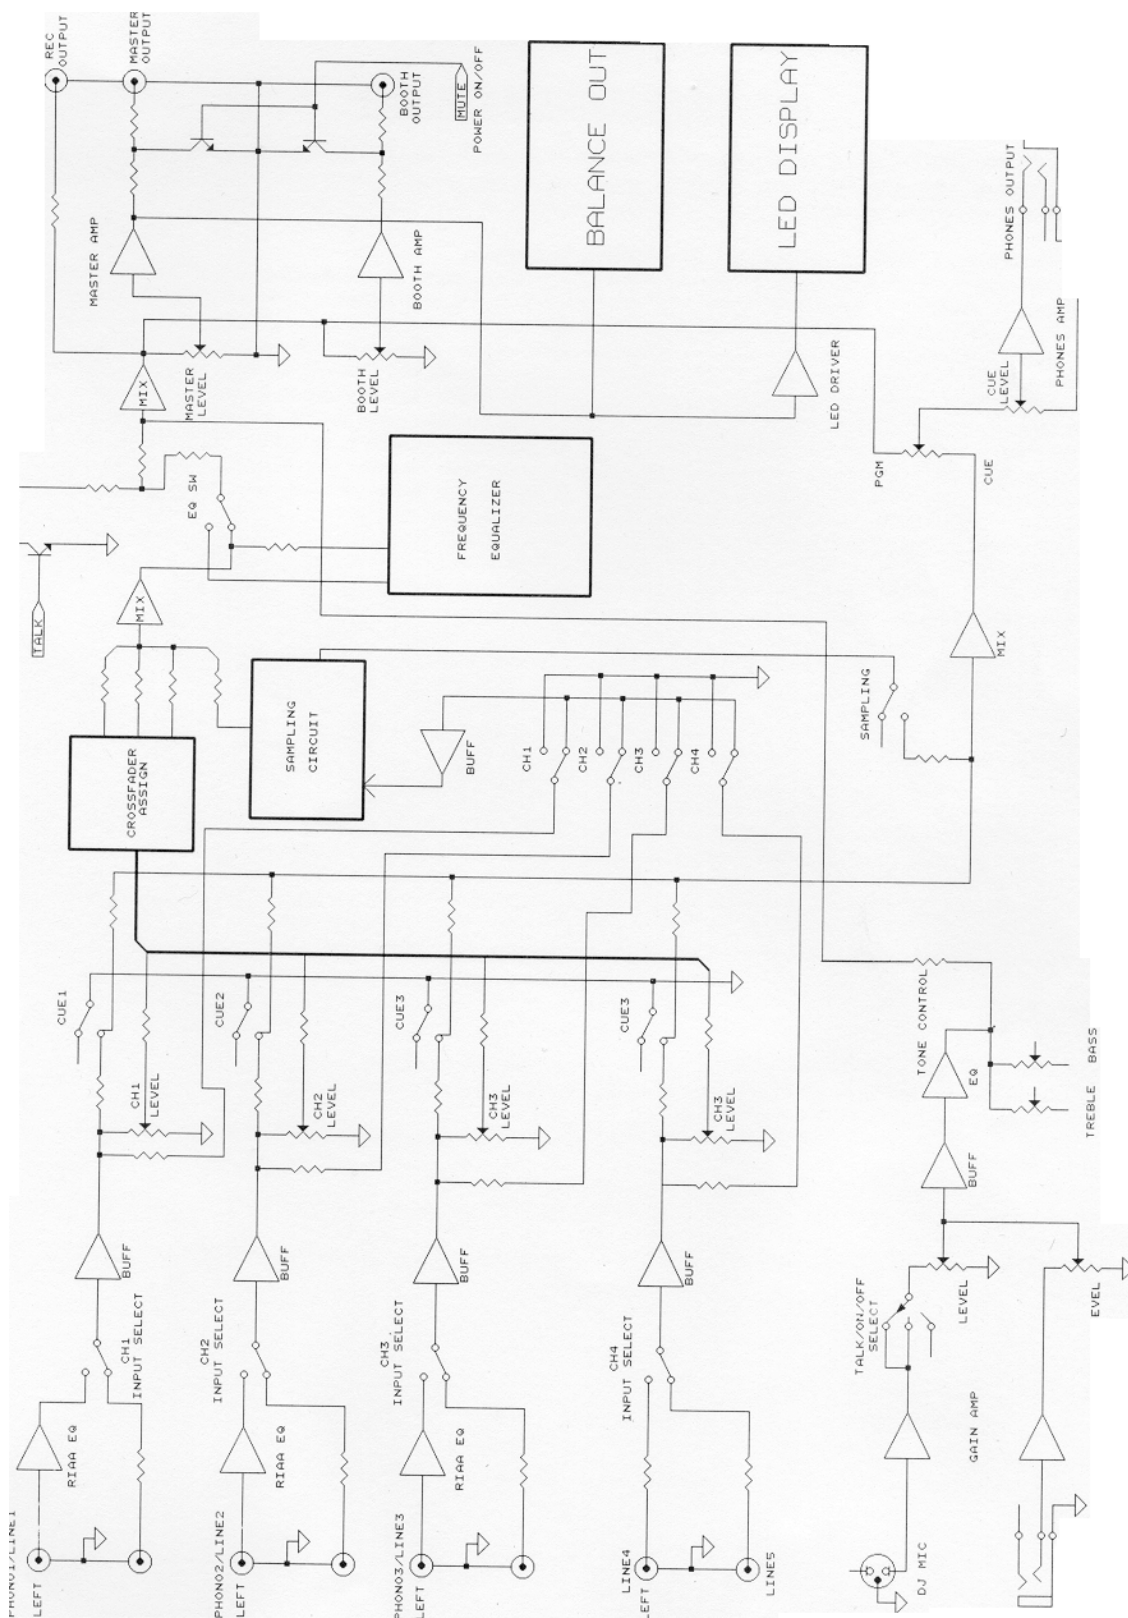 REC
OUTPUT
MASTER
OUTPUT
BOOTH
OUTPUT
MUTE
POWER ON/OFF
BALANCE OUT
LED DISPLAY
PHONES OUTPUT
MASTER AMP
BOOTH AMP
MIX
MASTER
LEVEL
BOOTH
LEVEL
LED DRIVER
CUE
LEVEL
PHONES AMP
EQ SW
FREQUENCY
EQUALIZER
PGM
CUE
TALK
MIX
MIX
CROSSFADER
ASSIGN
SAMPLING
CIRCUIT
BUFF
CH1
CH2
CH3
CH4
SAMPLING
CUE1
CUE2
CUE3
CUE3
CH1
LEVEL
CH2
LEVEL
CH3
LEVEL
CH3
LEVEL
TONE CONTROL
EQ
BASS
TREBLE
BUFF
BUFF
BUFF
BUFF
BUFF
CH1
INPUT SELECT
CH2
INPUT SELECT
CH3
INPUT SELECT
CH4
INPUT SELECT
TALK/ON/OFF
SELECT
LEVEL
EVEL
RIAA EQ
RIAA EQ
RIAA EQ
GAIN AMP
PHONO1/LINE1
LEFT
PHONO2/LINE2
LEFT
PHONO3/LINE3
LEFT
LINE4
LEFT
LINE5
DJ MIC